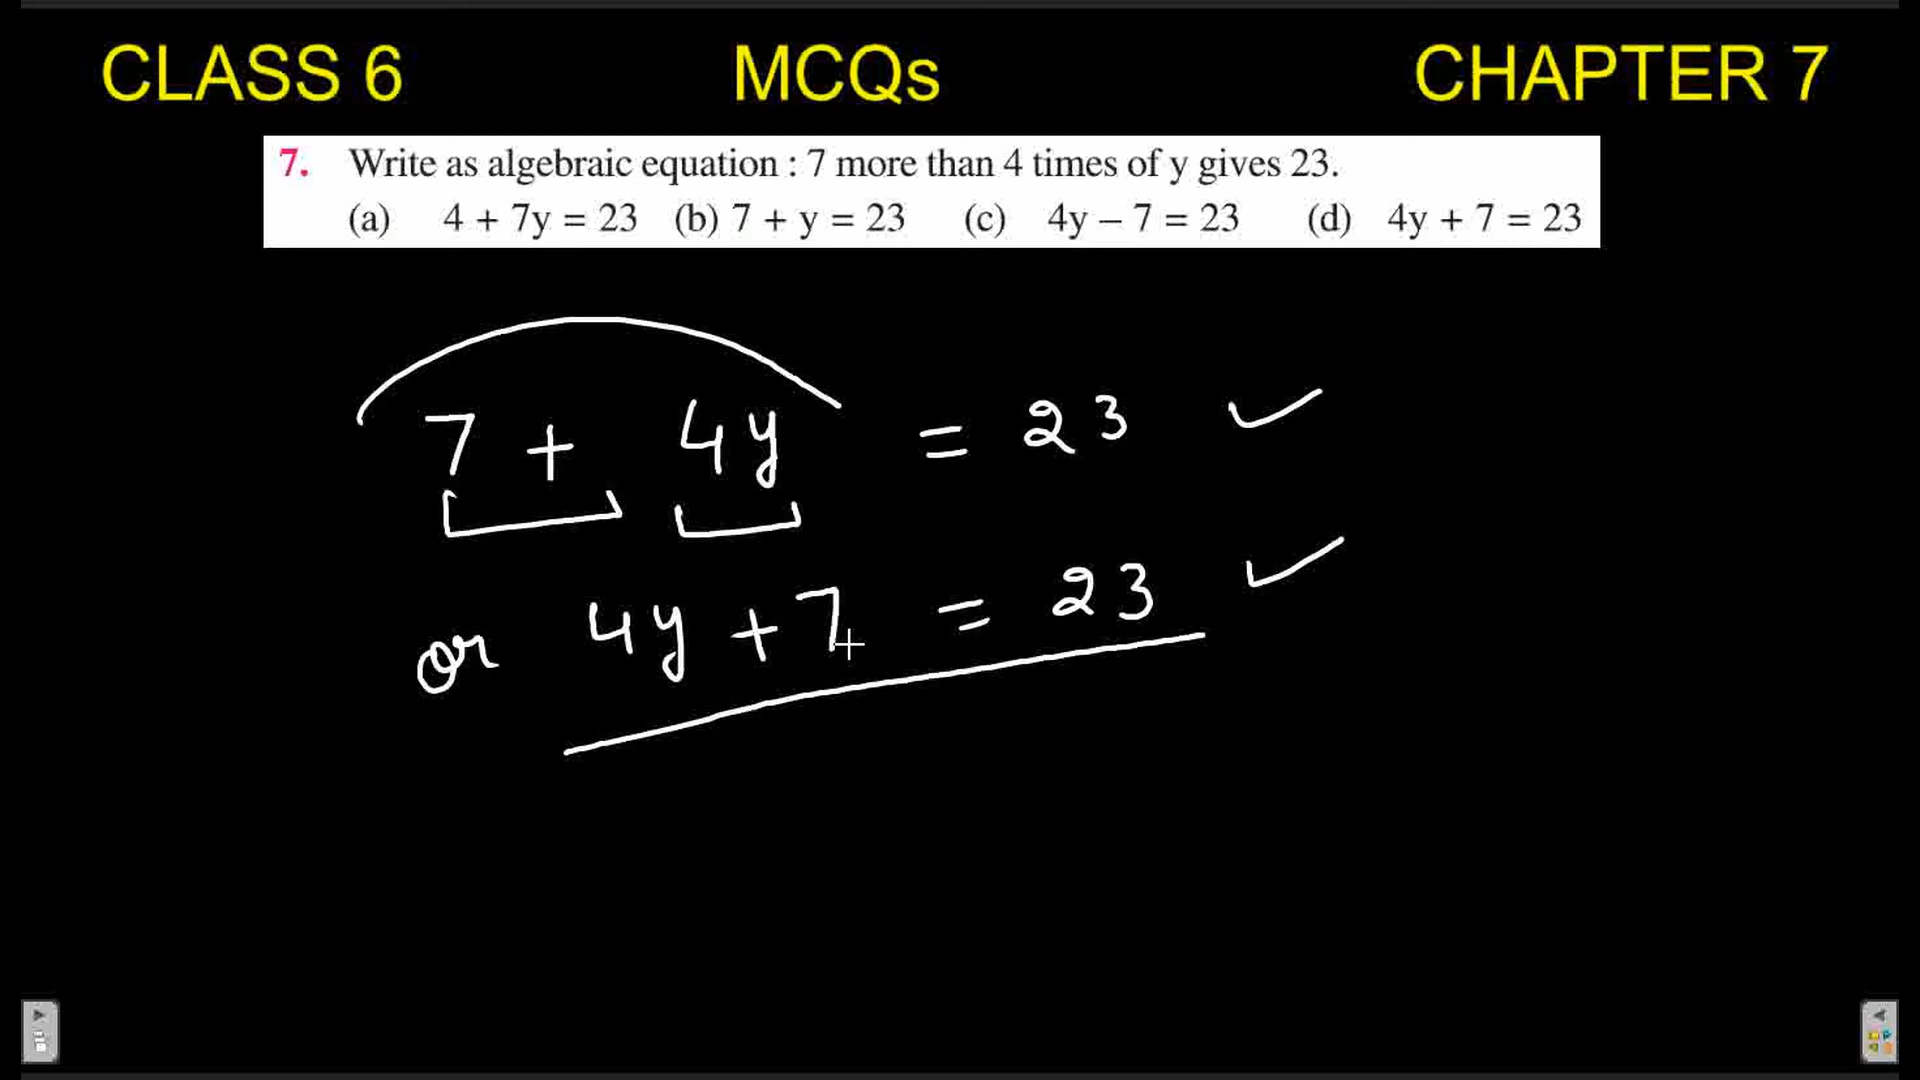 CLASS 6 MCQs CHAPTER 7
7. Write as algebraic equation : 7 more than 4 times of y gives 23.
(a) 4 + 7y = 23 (b) 7 + y = 23 (c) 4y – 7 = 23 (d) 4y + 7 = 23
7 + 4y = 23 ✓
or 4y + 7 = 23 ✓